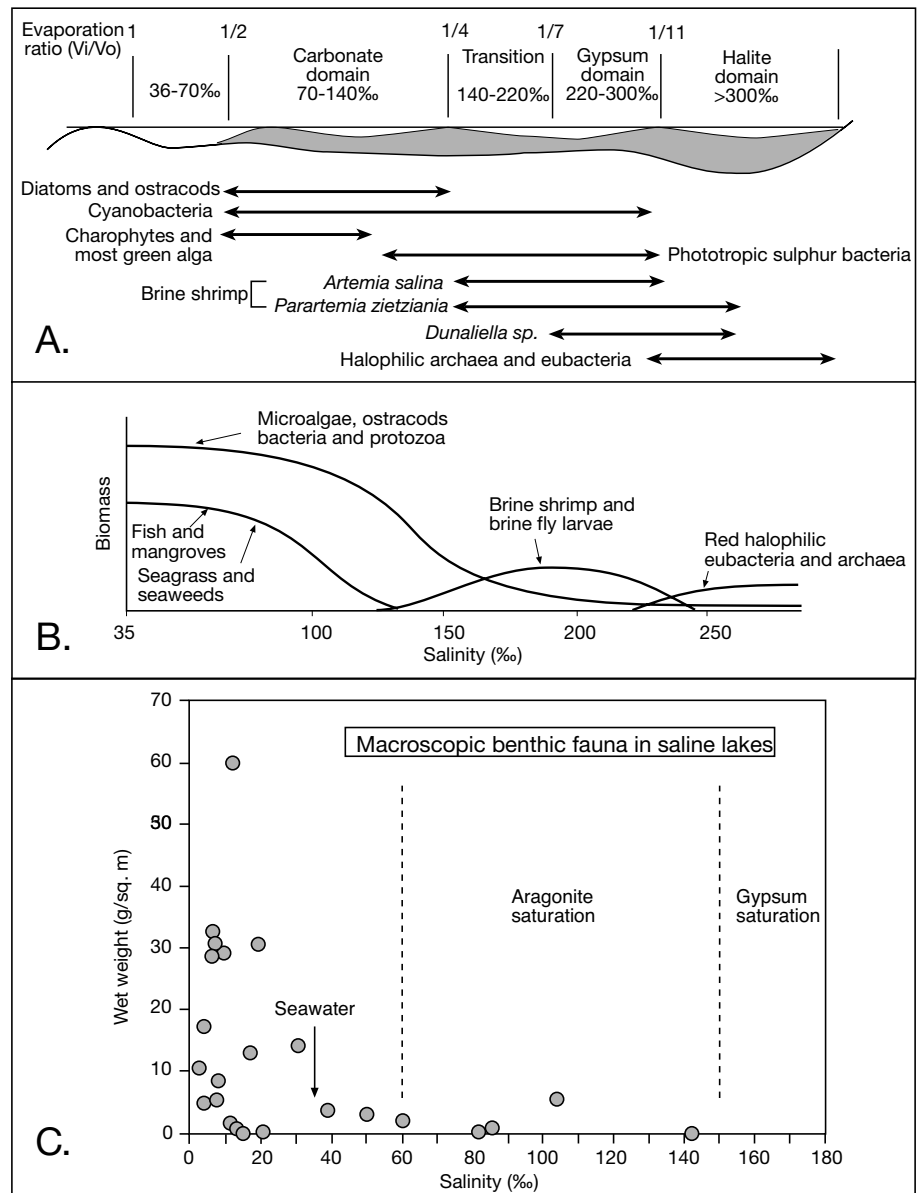 Evaporation
ratio (Vi/Vo)
1
1/2
1/4
1/7
1/11
36-70‰
Carbonate
domain
70-140‰
Transition
140-220‰
Gypsum
domain
220-300‰
Halite
domain
>300‰
Diatoms and ostracods
Cyanobacteria
Charophytes and
most green alga
Phototropic sulphur bacteria
Brine shrimp
Artemia salina
Parartemia zietziania
Dunaliella sp.
Halophilic archaea and eubacteria
A.
Microalgae, ostracods
bacteria and protozoa
Biomass
Fish and
mangroves
Seagrass and
seaweeds
Brine shrimp and
brine fly larvae
Red halophilic
eubacteria and archaea
35
100
150
200
250
Salinity (‰)
B.
Macroscopic benthic fauna in saline lakes
Wet weight (g/sq. m)
70
60
30
20
10
0
Aragonite
saturation
Gypsum
saturation
Seawater
0 20 40 60 80 100 120 140 160 180
Salinity (‰)
C.